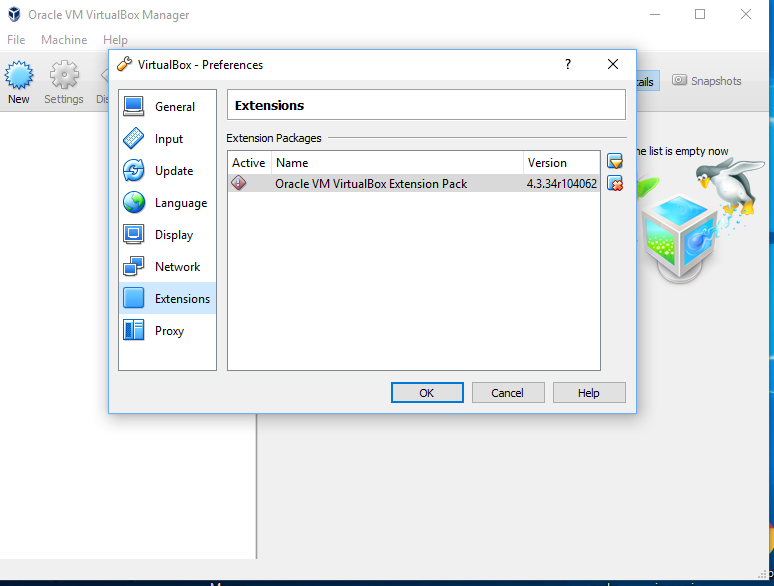 Oracle VM VirtualBox Manager
File Machine Help
New Settings Dis
ails Snapshots
he list is empty now
VirtualBox - Preferences ?
General
Input
Update
Language
Display
Network
Extensions
Proxy
Extensions
Extension Packages
Active Name Version
Oracle VM VirtualBox Extension Pack 4.3.34r104062
OK Cancel Help